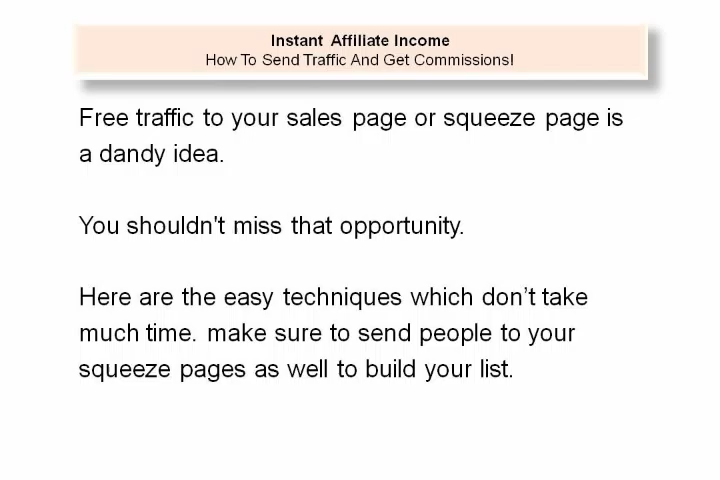 Instant Affiliate Income
How To Send Traffic And Get Commissions!
Free traffic to your sales page or squeeze page is
a dandy idea.
You shouldn't miss that opportunity.
Here are the easy techniques which don’t take
much time. make sure to send people to your
squeeze pages as well to build your list.